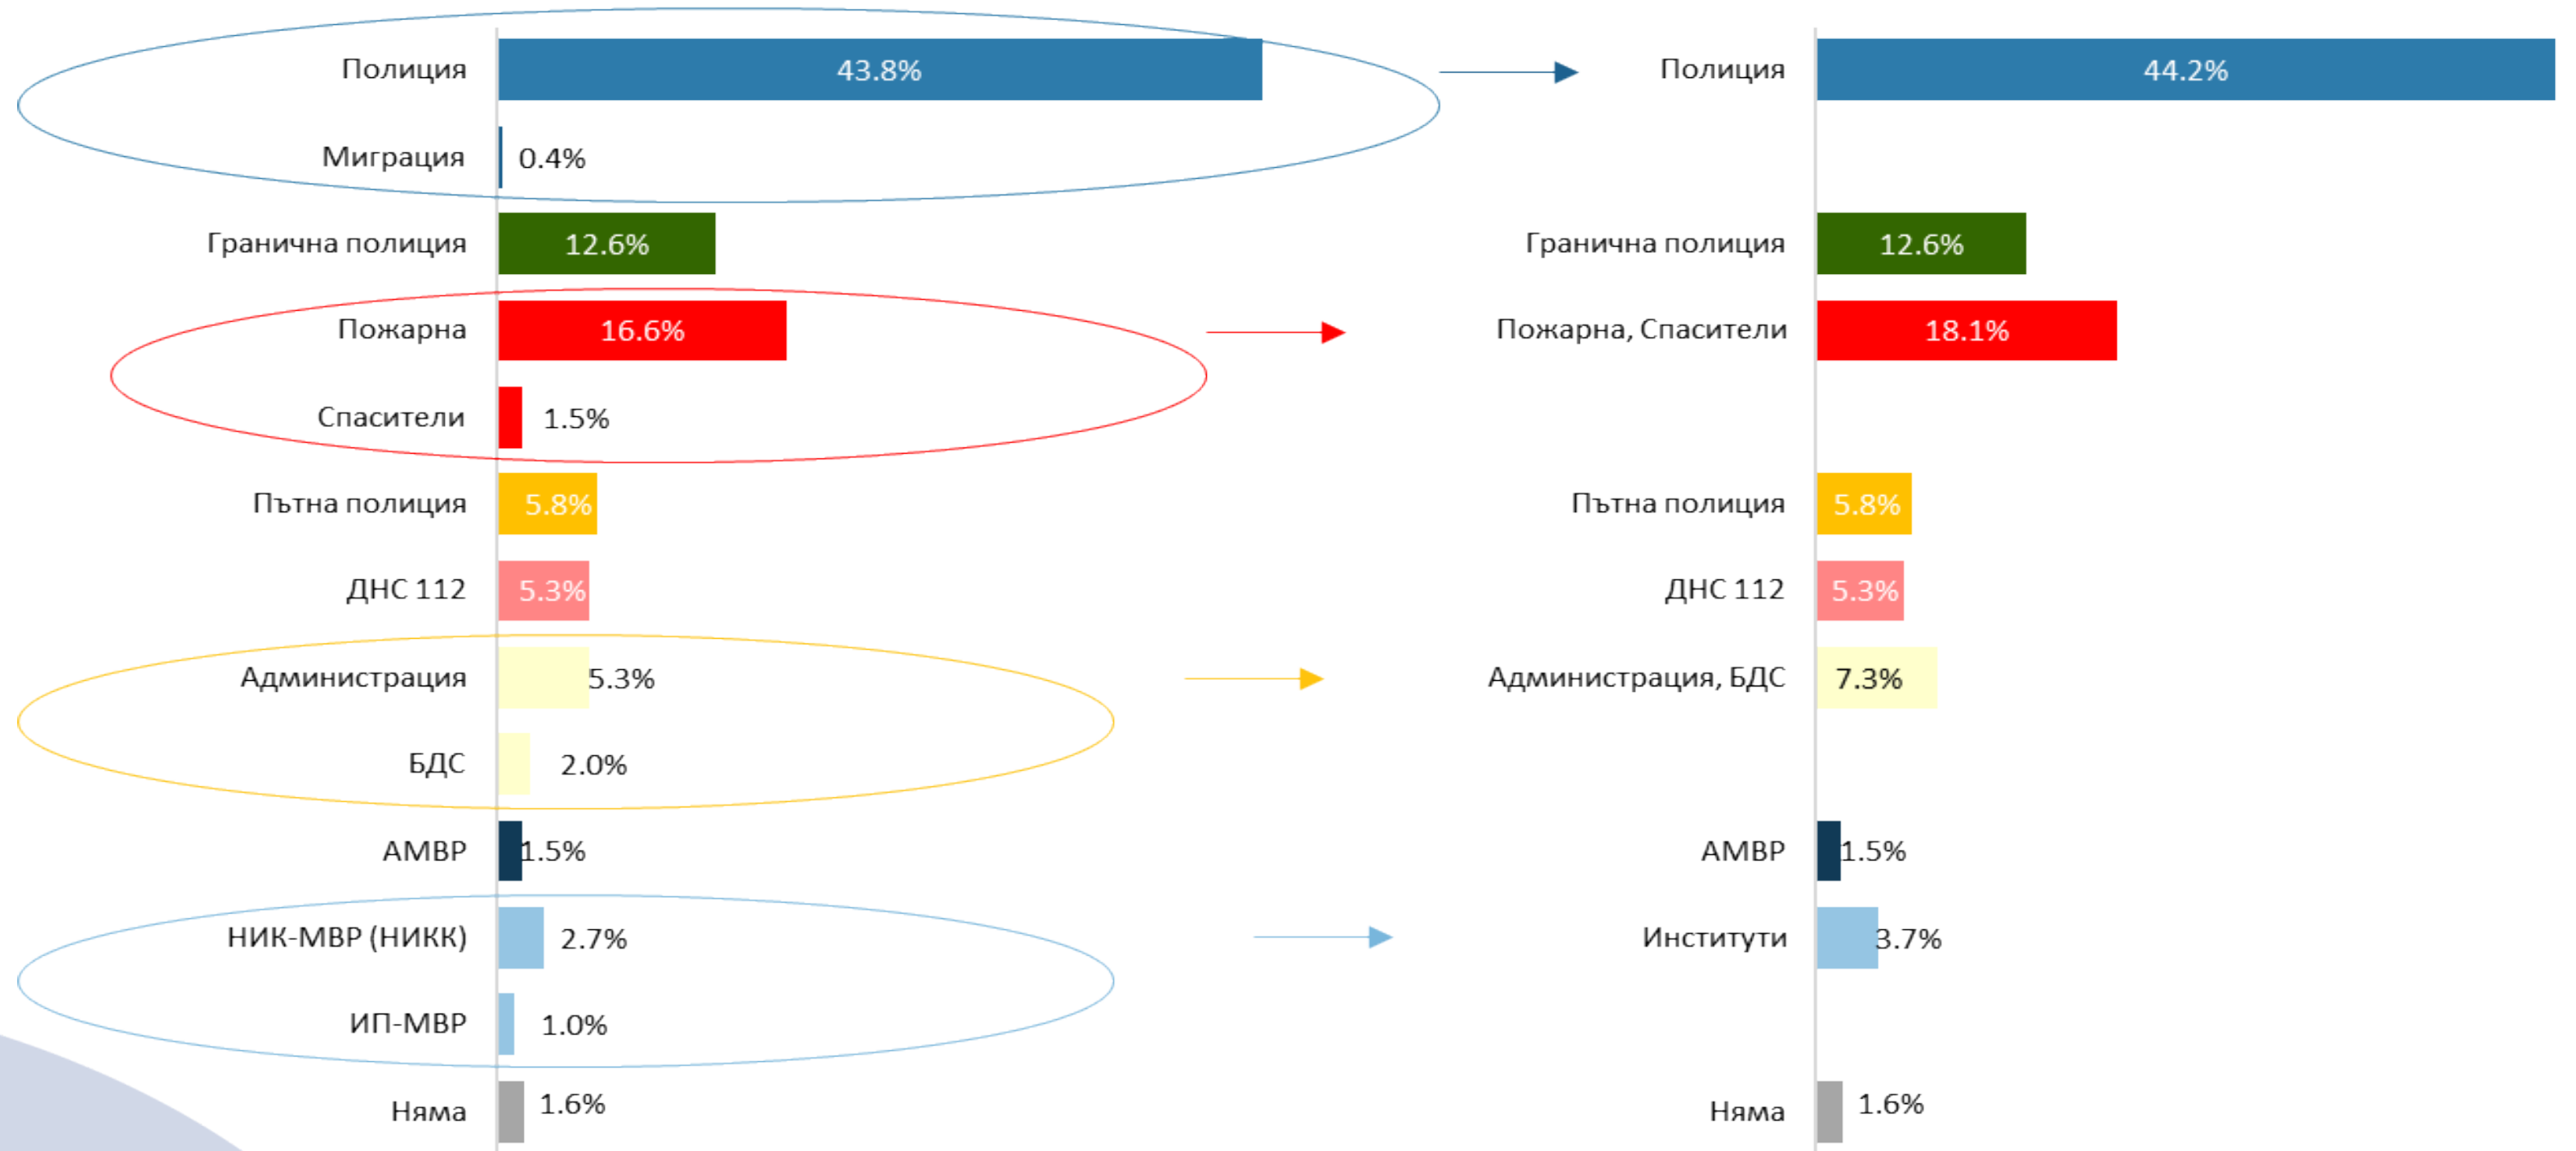 Полиция 43.8% Полиция 44.2%
Миграция 0.4%
Гранична полиция 12.6% Гранична полиция 12.6%
Пожарна 16.6% Пожарна, Спасители 18.1%
Спасители 1.5%
Пътна полиция 5.8% Пътна полиция 5.8%
ДНС 112 5.3% ДНС 112 5.3%
Администрация 5.3% Администрация, БДС 7.3%
БДС 2.0%
АМВР 1.5% АМВР 1.5%
НИК-МВР (НИКК) 2.7% Институти 3.7%
ИП-МВР 1.0%
Няма 1.6% Няма 1.6%